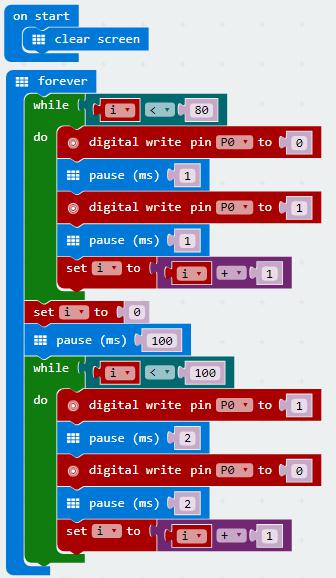 on start
clear screen
forever
while i < 80
do
digital write pin P0 to 0
pause (ms) 1
digital write pin P0 to 1
pause (ms) 1
set i to i + 1
set i to 0
pause (ms) 100
while i < 100
do
digital write pin P0 to 1
pause (ms) 2
digital write pin P0 to 0
pause (ms) 2
set i to i + 1